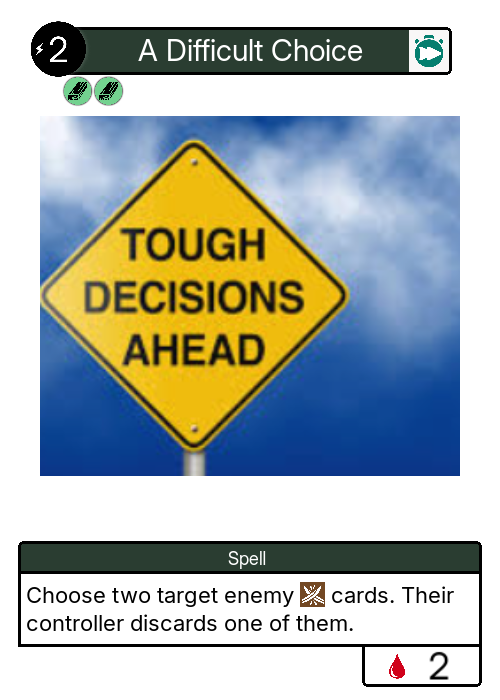 2
A Difficult Choice
TOUGH
DECISIONS
AHEAD
Spell
Choose two target enemy cards. Their
controller discards one of them.
2